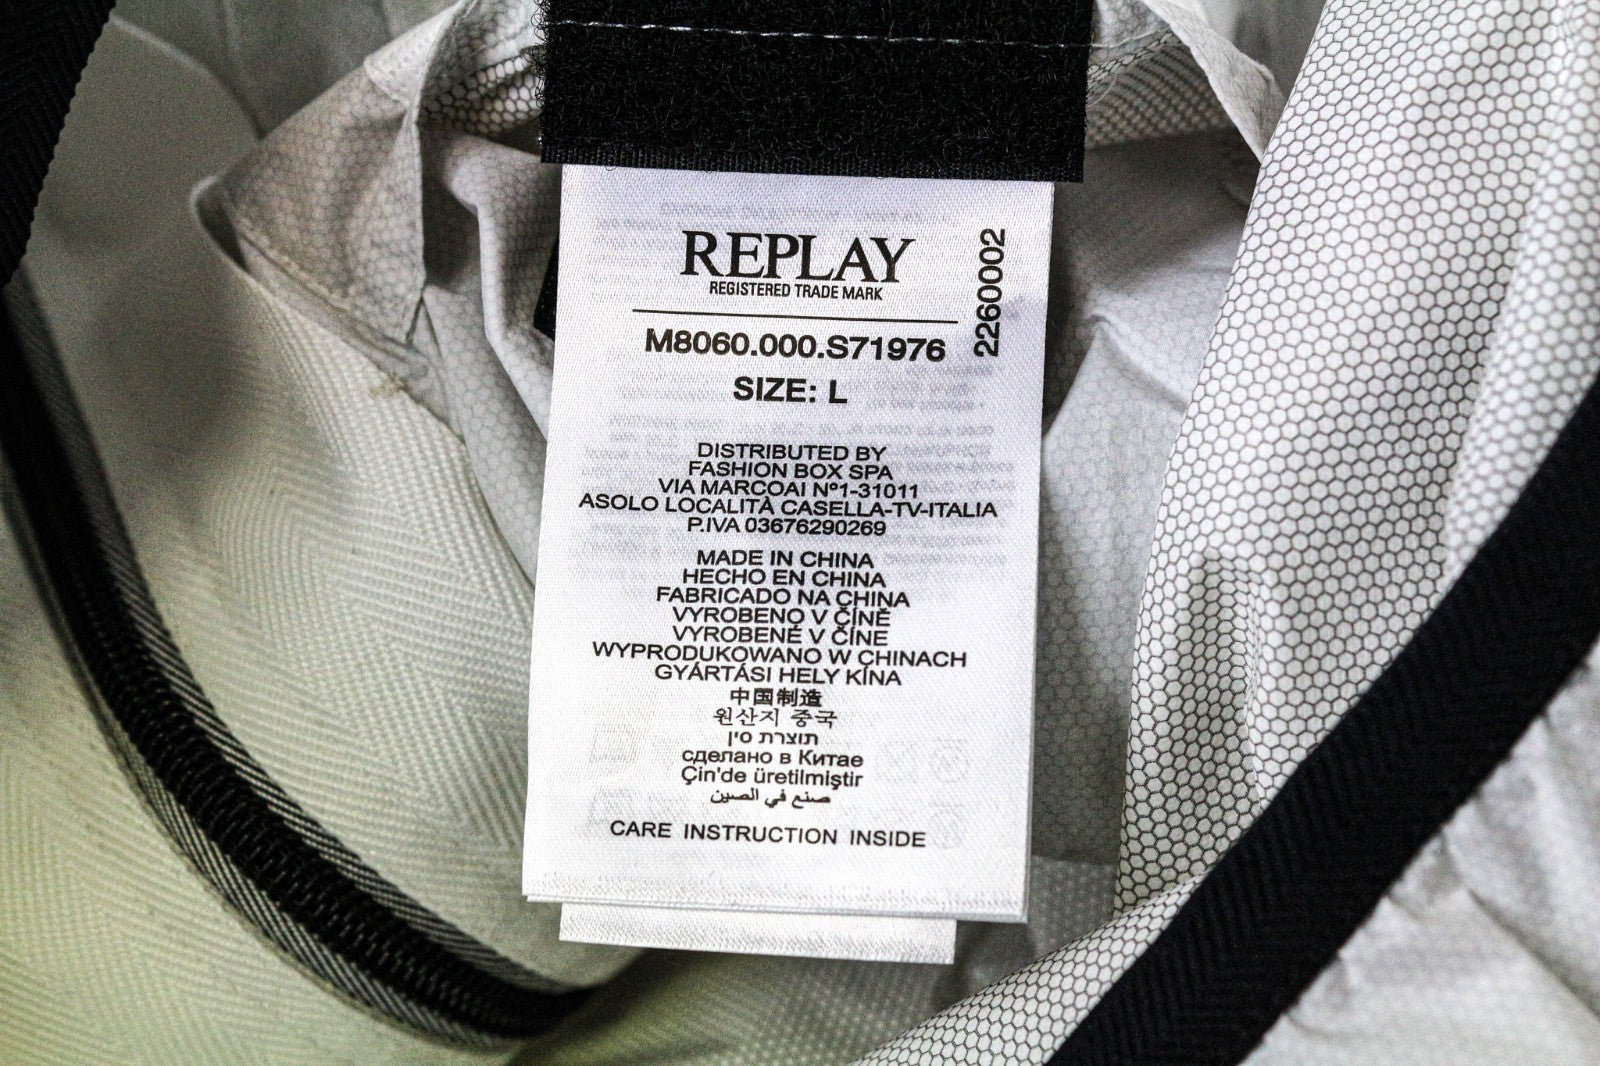 REPLAY
REGISTERED TRADE MARK
2260002
M8060.000.S71976
SIZE: L
DISTRIBUTED BY
FASHION BOX SPA
VIA MARCOAI Nº1-31011
ASOLO LOCALITÀ CASELLA-TV-ITALIA
P.IVA 03676290269
MADE IN CHINA
HECHO EN CHINA
FABRICADO NA CHINA
VYROBENO V ČÍNĚ
VYROBENÉ V ČÍNE
WYPRODUKOWANO W CHINACH
GYÁRTÁSI HELY KÍNA
中国制造
원산지 중국
תוצרת סין
сделано в Китае
Çin'de üretilmiştir
صنع في الصين
CARE INSTRUCTION INSIDE